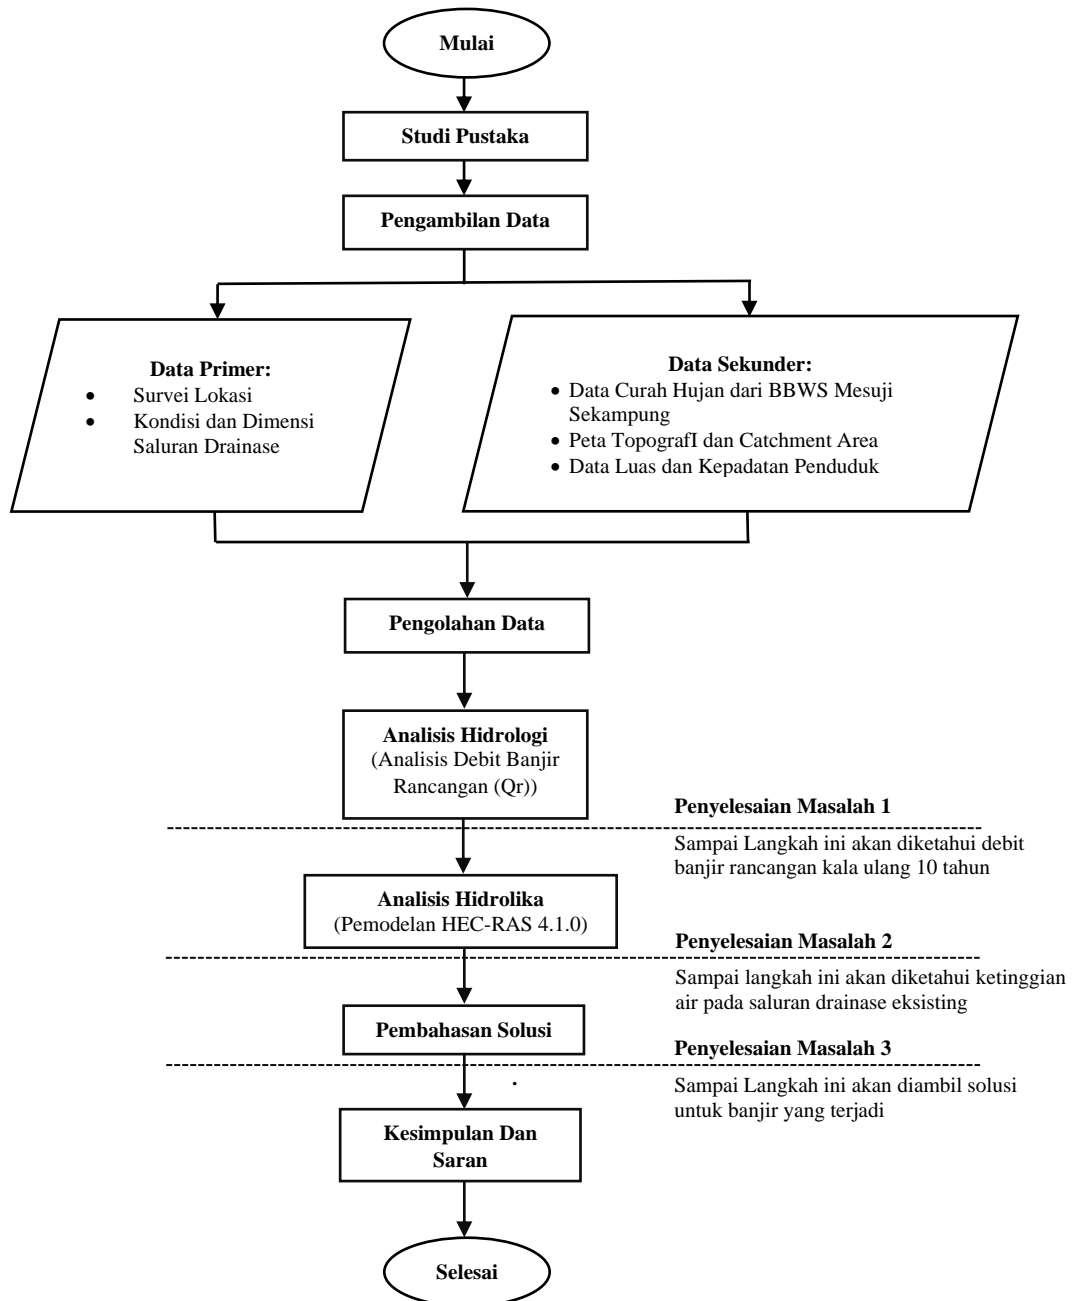 Mulai
Studi Pustaka
Pengambilan Data
Data Primer:
• Survei Lokasi
• Kondisi dan Dimensi
Saluran Drainase
Data Sekunder:
• Data Curah Hujan dari BBWS Mesuji
Sekampung
• Peta TopografI dan Catchment Area
• Data Luas dan Kepadatan Penduduk
Pengolahan Data
Analisis Hidrologi
(Analisis Debit Banjir
Rancangan (Qr))
Penyelesaian Masalah 1
Sampai Langkah ini akan diketahui debit
banjir rancangan kala ulang 10 tahun
Analisis Hidrolika
(Pemodelan HEC-RAS 4.1.0)
Penyelesaian Masalah 2
Sampai langkah ini akan diketahui ketinggian
air pada saluran drainase eksisting
Pembahasan Solusi
Penyelesaian Masalah 3
.
Sampai Langkah ini akan diambil solusi
untuk banjir yang terjadi
Kesimpulan Dan
Saran
Selesai